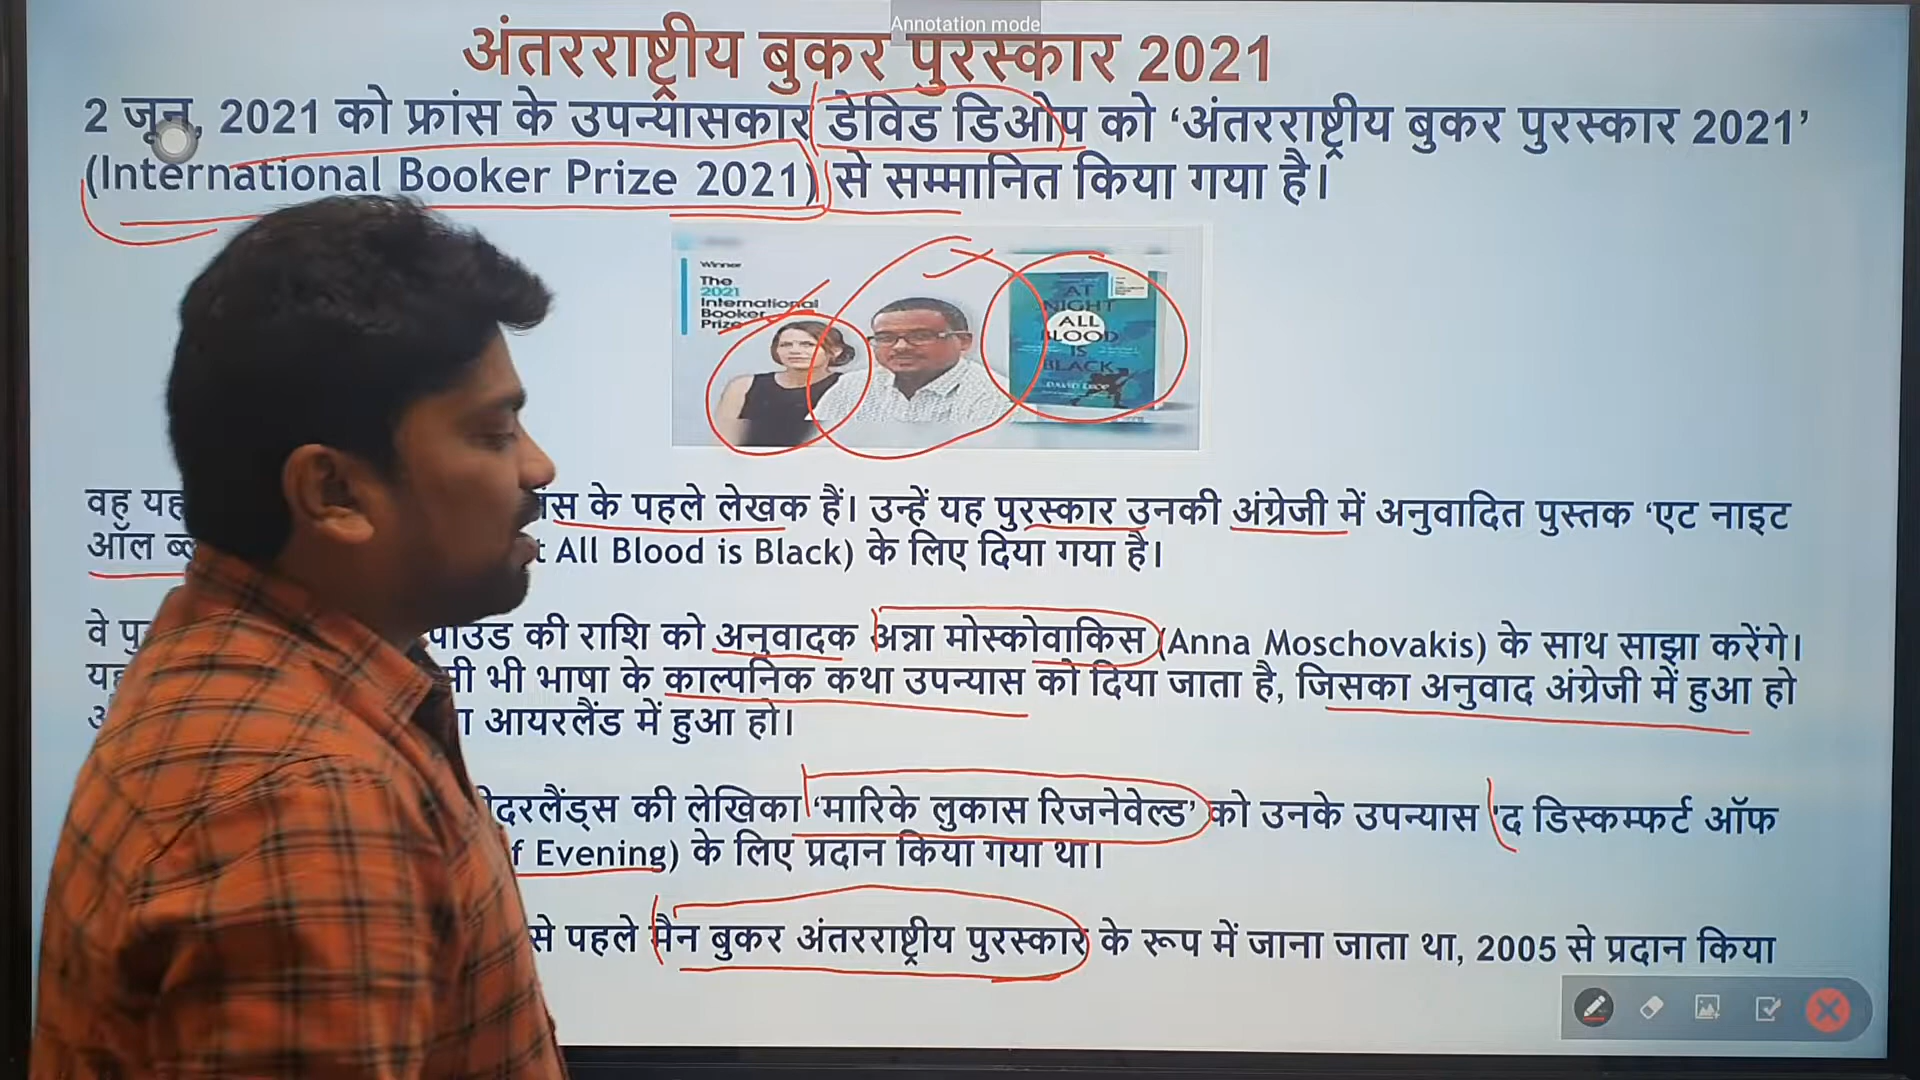 Annotation mode
अंतरराष्ट्रीय बुकर पुरस्कार 2021
2 जून, 2021 को फ्रांस के उपन्यासकार डेविड डिओप को ‘अंतरराष्ट्रीय बुकर पुरस्कार 2021’
(International Booker Prize 2021) से सम्मानित किया गया है।
Winner
The
2021
International
Booker
Prize
AT
NIGHT
ALL
BLOOD
IS
BLACK
DAVID DIOP
वह यह के पहले लेखक हैं। उन्हें यह पुरस्कार उनकी अंग्रेजी में अनुवादित पुस्तक ‘एट नाइट
ऑल All Blood is Black) के लिए दिया गया है।
वे की राशि को अनुवादक अन्ना मोस्कोवाकिस (Anna Moschovakis) के साथ साझा करेंगे।
भी भाषा के काल्पनिक कथा उपन्यास को दिया जाता है, जिसका अनुवाद अंग्रेजी में हुआ हो
आयरलैंड में हुआ हो।
की लेखिका ‘मारिके लुकास रिजनेवेल्ड’ को उनके उपन्यास ‘द डिस्कम्फर्ट ऑफ
Evening) के लिए प्रदान किया गया था।
से पहले मैन बुकर अंतरराष्ट्रीय पुरस्कार के रूप में जाना जाता था, 2005 से प्रदान किया